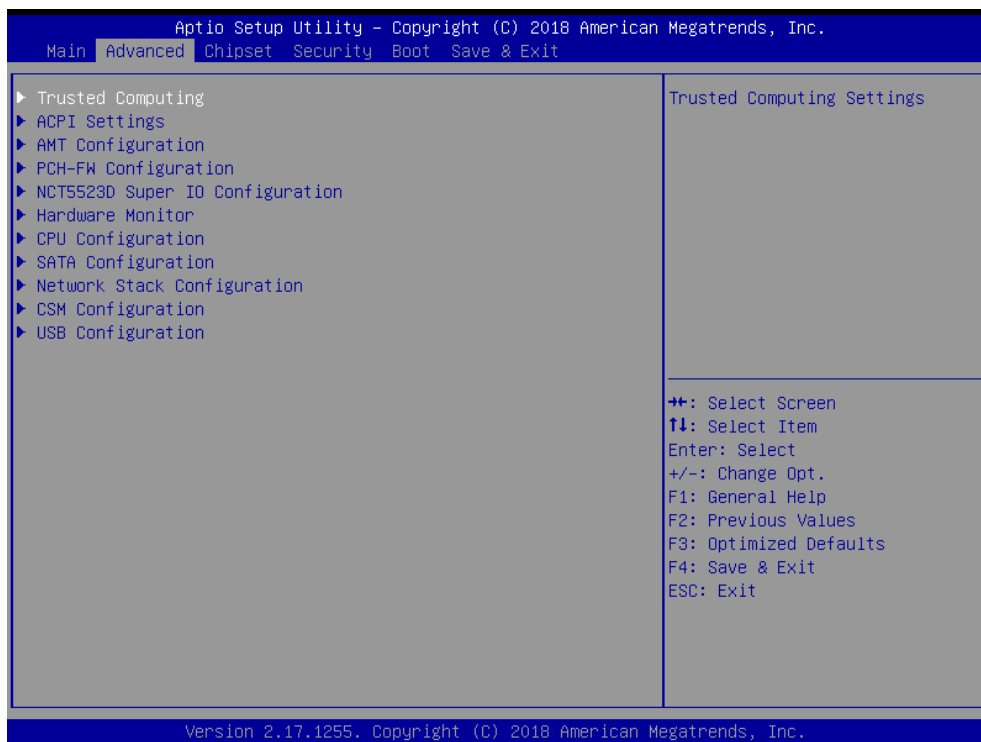 Aptio Setup Utility – Copyright (C) 2018 American Megatrends, Inc.
Main Advanced Chipset Security Boot Save & Exit
▶ Trusted Computing
▶ ACPI Settings
▶ AMT Configuration
▶ PCH-FW Configuration
▶ NCT5523D Super IO Configuration
▶ Hardware Monitor
▶ CPU Configuration
▶ SATA Configuration
▶ Network Stack Configuration
▶ CSM Configuration
▶ USB Configuration
Trusted Computing Settings
→←: Select Screen
↑↓: Select Item
Enter: Select
+/-: Change Opt.
F1: General Help
F2: Previous Values
F3: Optimized Defaults
F4: Save & Exit
ESC: Exit
Version 2.17.1255. Copyright (C) 2018 American Megatrends, Inc.